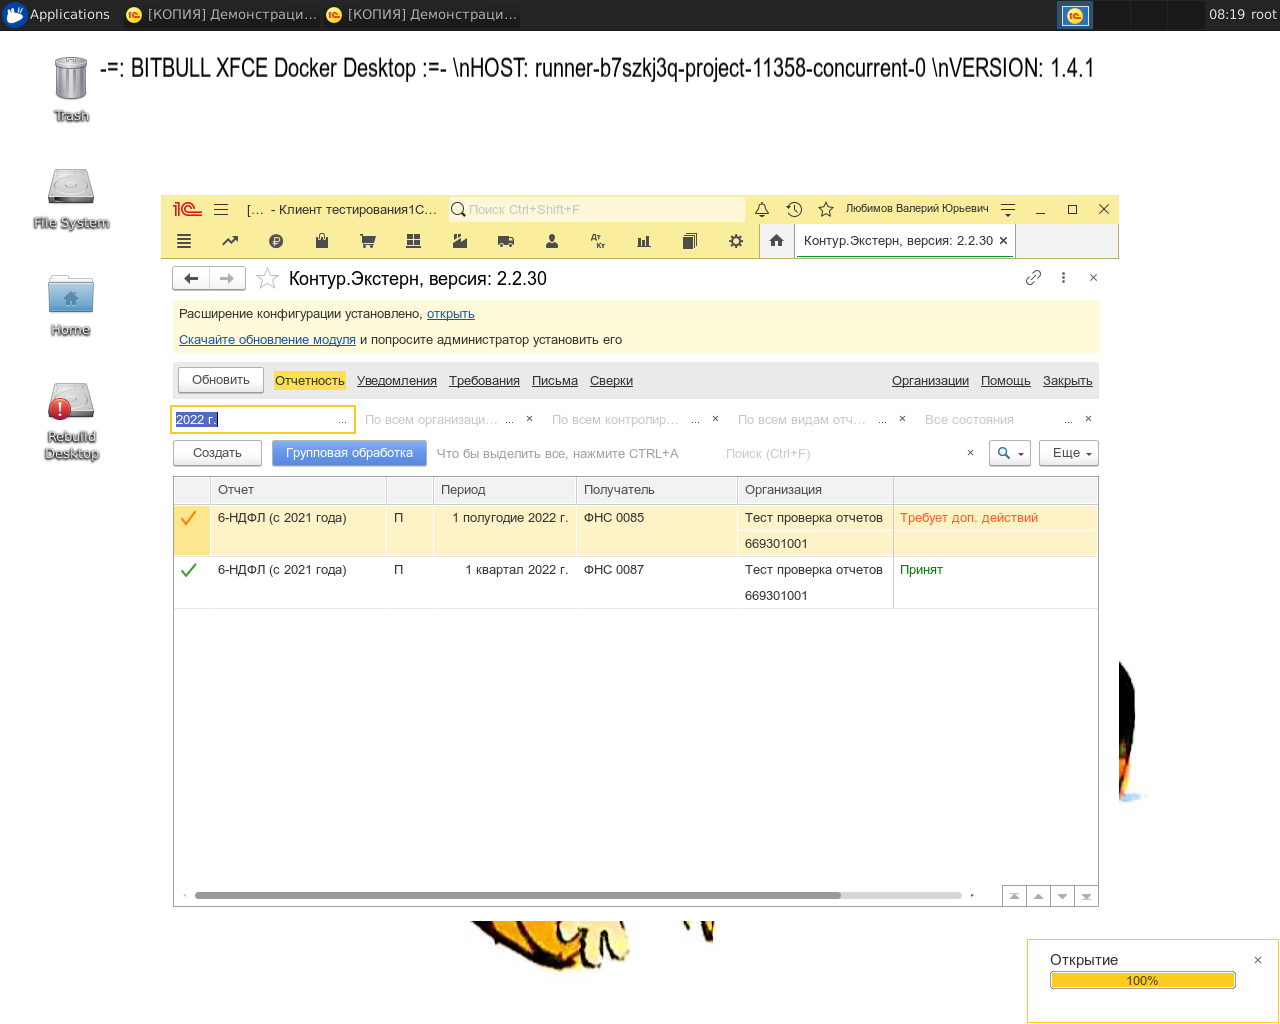 Applications
[КОПИЯ] Демонстраци...
[КОПИЯ] Демонстраци...
08:19 root
-=: BITBULL XFCE Docker Desktop :=- \nHOST: runner-b7szkj3q-project-11358-concurrent-0 \nVERSION: 1.4.1
Trash
File System
Home
Rebuild
Desktop
[... - Клиент тестирования1С...
Поиск Ctrl+Shift+F
Любимов Валерий Юрьевич
Контур.Экстерн, версия: 2.2.30
Контур.Экстерн, версия: 2.2.30
Расширение конфигурации установлено, открыть
Скачайте обновление модуля и попросите администратор установить его
Обновить Отчетность Уведомления Требования Письма Сверки Организации Помощь Закрыть
2022 г. ... По всем организаци... ... По всем контролир... ... По всем видам отч... ... Все состояния ...
Создать Групповая обработка Что бы выделить все, нажмите CTRL+A Поиск (Ctrl+F) Еще
Отчет Период Получатель Организация
6-НДФЛ (с 2021 года) П 1 полугодие 2022 г. ФНС 0085 Тест проверка отчетов Требует доп. действий
669301001
6-НДФЛ (с 2021 года) П 1 квартал 2022 г. ФНС 0087 Тест проверка отчетов Принят
669301001
Открытие
100%